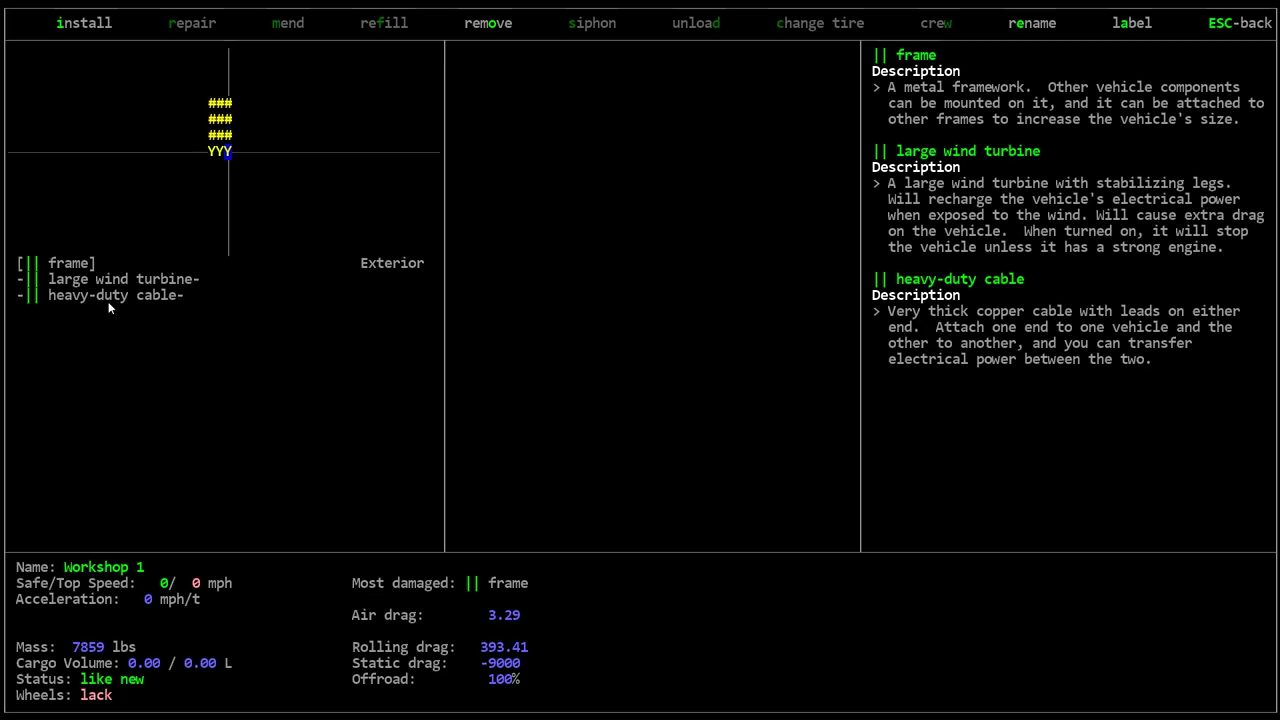 install repair mend refill remove siphon unload change tire crew rename label ESC-back
###
###
###
YYY
[|| frame] Exterior
-|| large wind turbine-
-|| heavy-duty cable-
|| frame
Description
> A metal framework.  Other vehicle components
can be mounted on it, and it can be attached to
other frames to increase the vehicle's size.
|| large wind turbine
Description
> A large wind turbine with stabilizing legs.
Will recharge the vehicle's electrical power
when exposed to the wind. Will cause extra drag
on the vehicle.  When turned on, it will stop
the vehicle unless it has a strong engine.
|| heavy-duty cable
Description
> Very thick copper cable with leads on either
end.  Attach one end to one vehicle and the
other to another, and you can transfer
electrical power between the two.
Name: Workshop 1
Safe/Top Speed:   0/  0 mph
Acceleration:   0 mph/t
Mass:  7859 lbs
Cargo Volume: 0.00 / 0.00 L
Status: like new
Wheels: lack
Most damaged: || frame
Air drag: 3.29
Rolling drag: 393.41
Static drag: -9000
Offroad: 100%